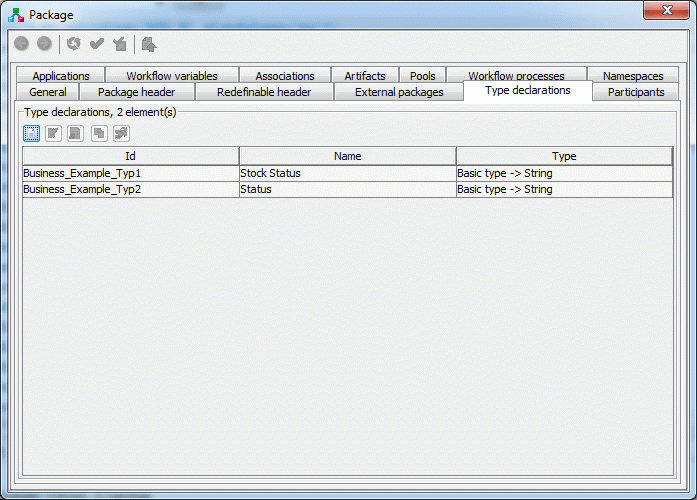 Package
Applications Workflow variables Associations Artifacts Pools Workflow processes Namespaces
General Package header Redefinable header External packages Type declarations Participants
Type declarations, 2 element(s)
Id Name Type
Business_Example_Typ1 Stock Status Basic type -> String
Business_Example_Typ2 Status Basic type -> String